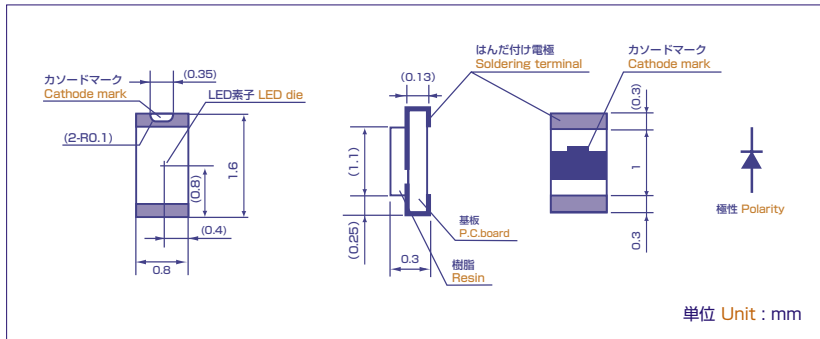 カソードマーク
Cathode mark
(0.35)
LED素子 LED die
(2-R0.1)
(0.8)
1.6
(0.4)
0.8
(0.13)
はんだ付け電極
Soldering terminal
(1.1)
(0.25)
0.3
基板
P.C.board
樹脂
Resin
カソードマーク
Cathode mark
(0.3)
1
0.3
極性 Polarity
単位 Unit : mm